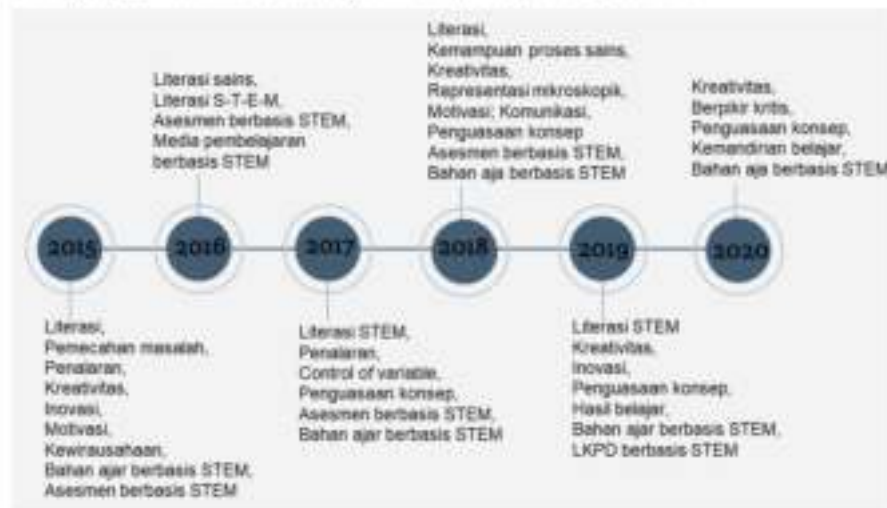 Literasi sains,
Literasi S-T-E-M,
Asesmen berbasis STEM,
Media pembelajaran
berbasis STEM
Literasi,
Kemampuan proses sains,
Kreativitas,
Representasi mikroskopik,
Motivasi; Komunikasi,
Penguasaan konsep
Asesmen berbasis STEM,
Bahan aja berbasis STEM
Kreativitas,
Berpikir kritis,
Penguasaan konsep,
Kemandirian belajar,
Bahan aja berbasis STEM
2015
2016
2017
2018
2019
2020
Literasi,
Pemecahan masalah,
Penalaran,
Kreativitas,
Inovasi,
Motivasi,
Kewirausahaan,
Bahan ajar berbasis STEM,
Asesmen berbasis STEM
Literasi STEM,
Penalaran,
Control of variable,
Penguasaan konsep,
Asesmen berbasis STEM,
Bahan ajar berbasis STEM
Literasi STEM
Kreativitas,
Inovasi,
Penguasaan konsep,
Hasil belajar,
Bahan ajar berbasis STEM,
LKPD berbasis STEM